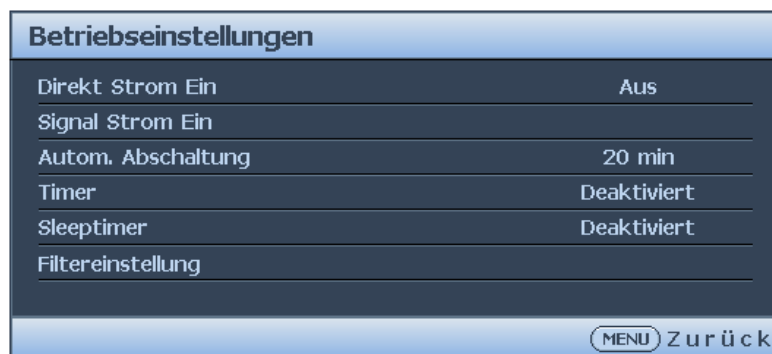 Betriebseinstellungen
Direkt Strom Ein Aus
Signal Strom Ein
Autom. Abschaltung 20 min
Timer Deaktiviert
Sleeptimer Deaktiviert
Filtereinstellung
MENU Zurück